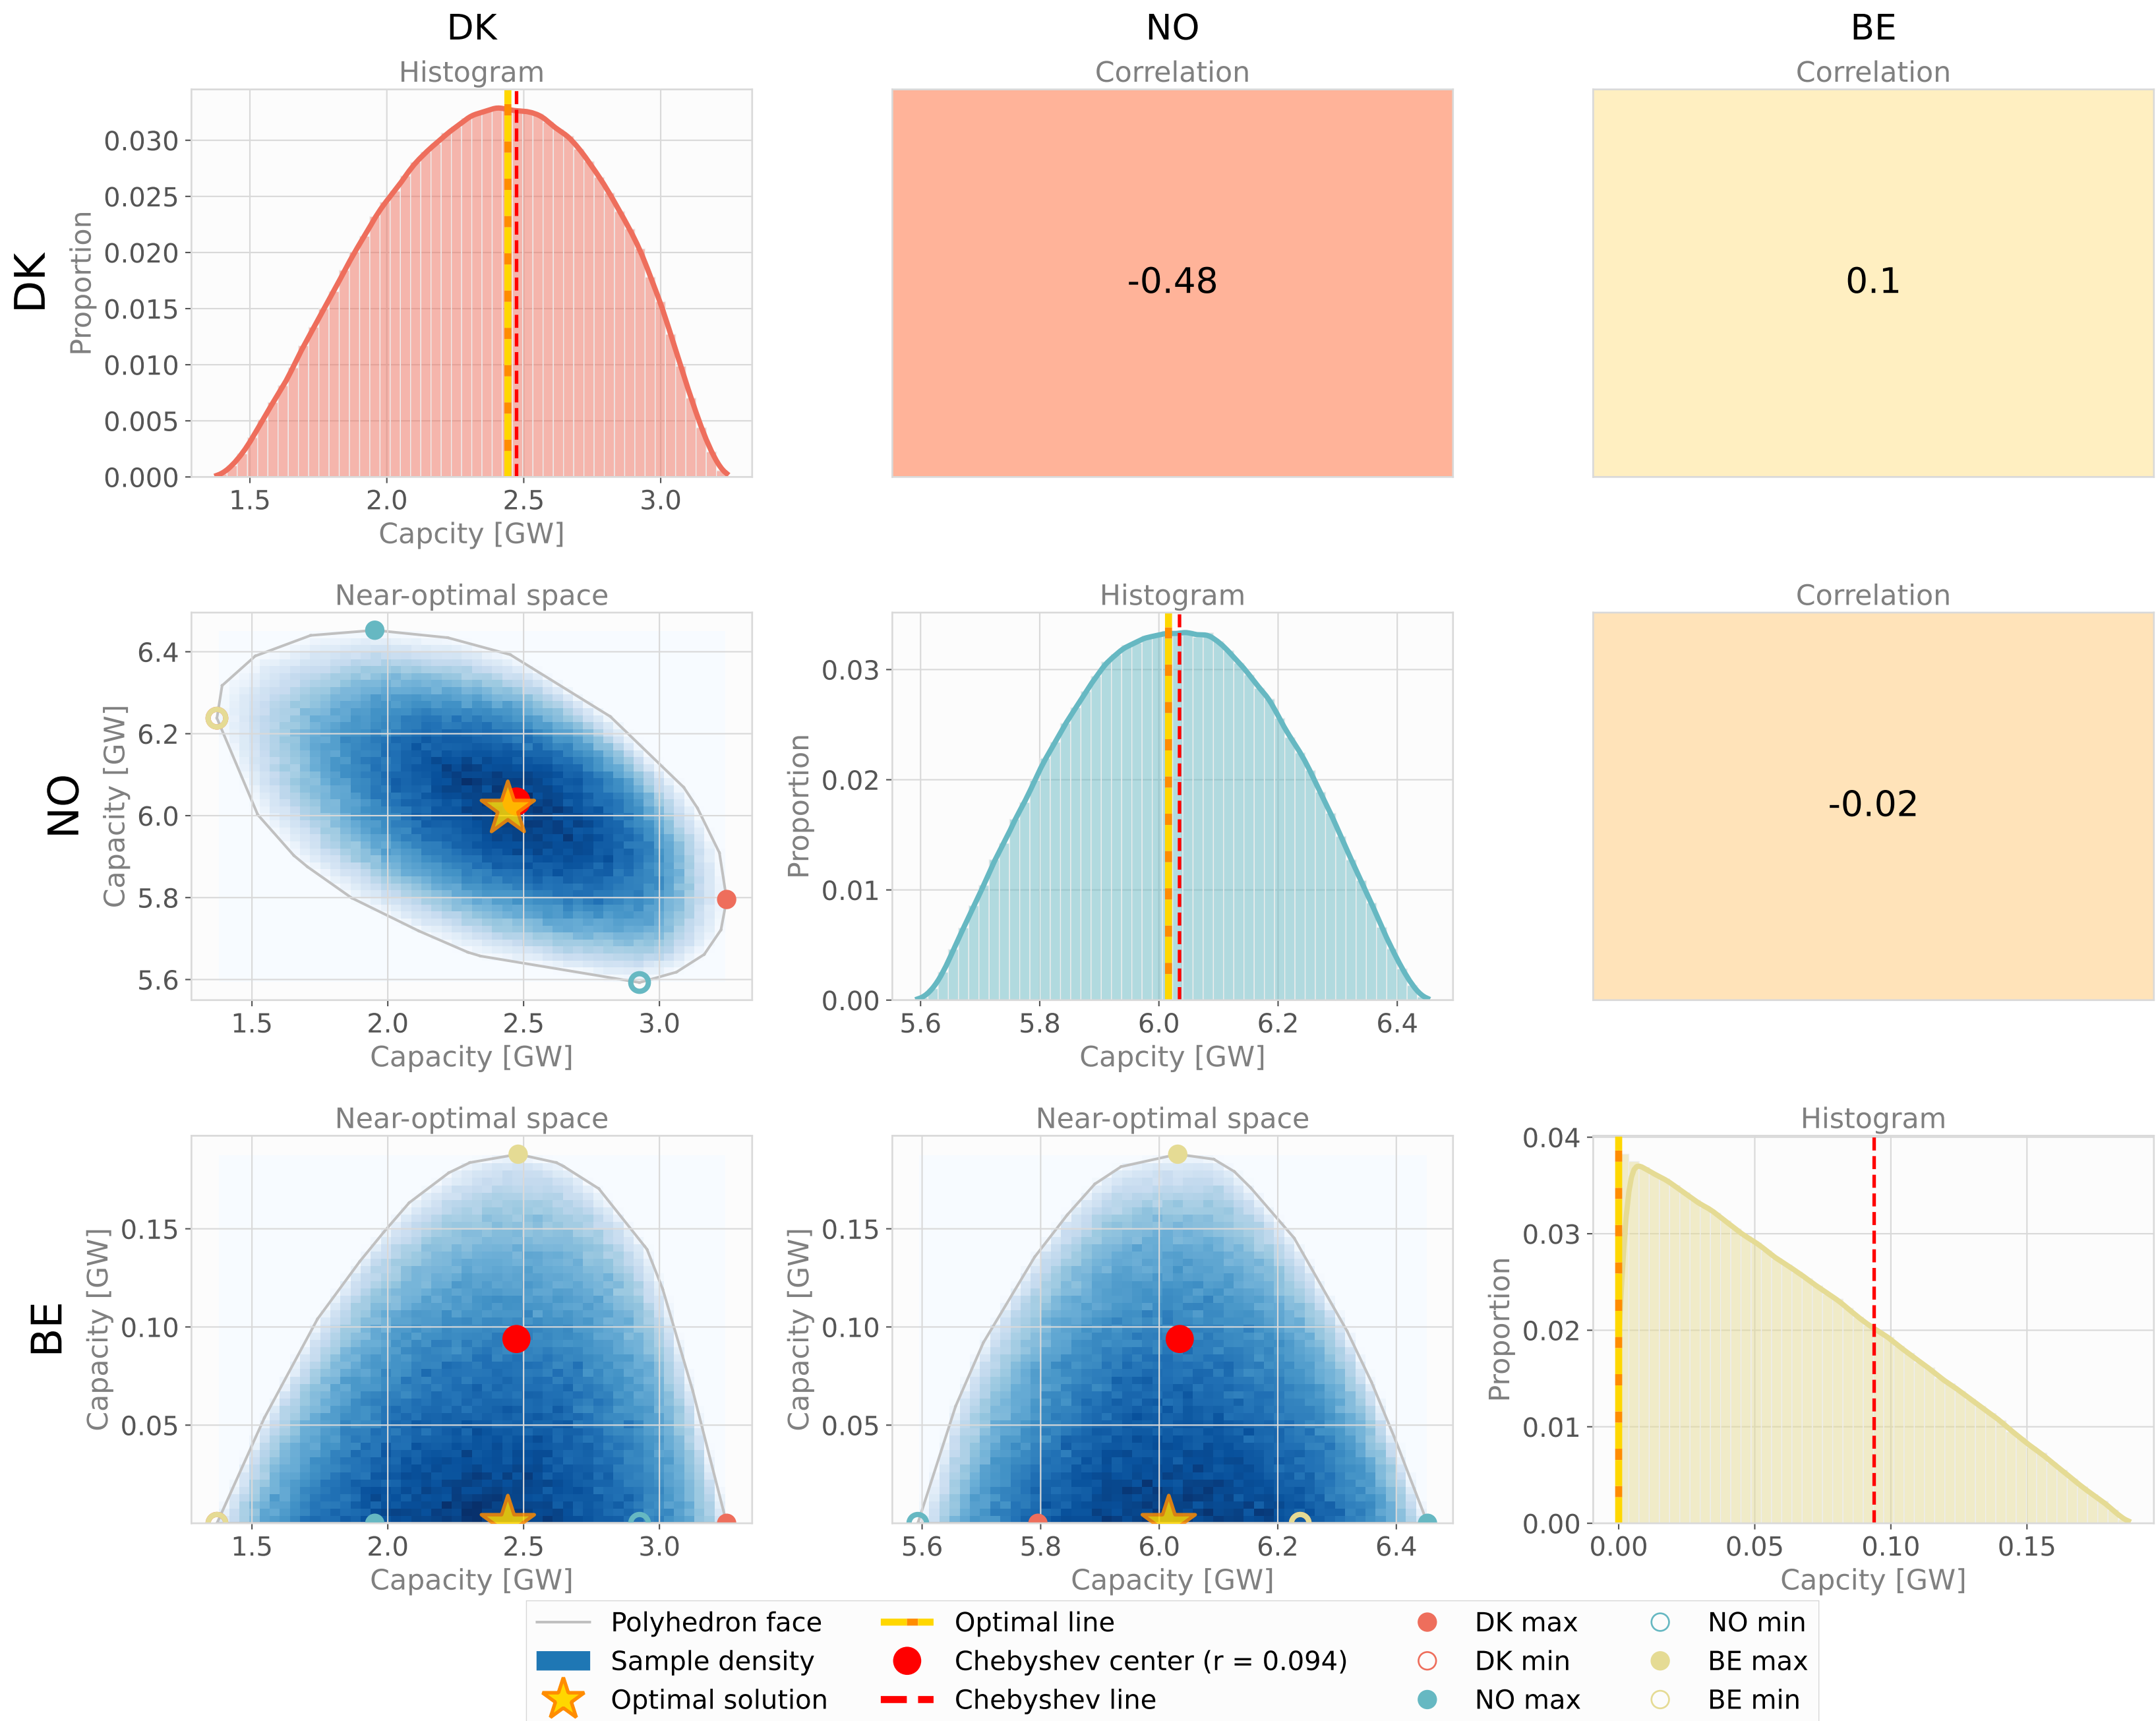 DK NO BE
Histogram Correlation Correlation
DK
Proportion
0.030
0.025
0.020
0.015
0.010
0.005
0.000
-0.48
0.1
1.5 2.0 2.5 3.0
Capcity [GW]
Near-optimal space Histogram Correlation
NO
Capacity [GW]
6.4
6.2
6.0
5.8
5.6
Proportion
0.03
0.02
0.01
0.00
-0.02
1.5 2.0 2.5 3.0
5.6 5.8 6.0 6.2 6.4
Capacity [GW] Capcity [GW]
Near-optimal space Near-optimal space Histogram
BE
Capacity [GW]
0.15
0.10
0.05
Capacity [GW]
0.15
0.10
0.05
Proportion
0.04
0.03
0.02
0.01
0.00
1.5 2.0 2.5 3.0
5.6 5.8 6.0 6.2 6.4
0.00 0.05 0.10 0.15
Capacity [GW] Capacity [GW] Capcity [GW]
Polyhedron face Optimal line DK max NO min
Sample density Chebyshev center (r = 0.094) DK min BE max
Optimal solution Chebyshev line NO max BE min